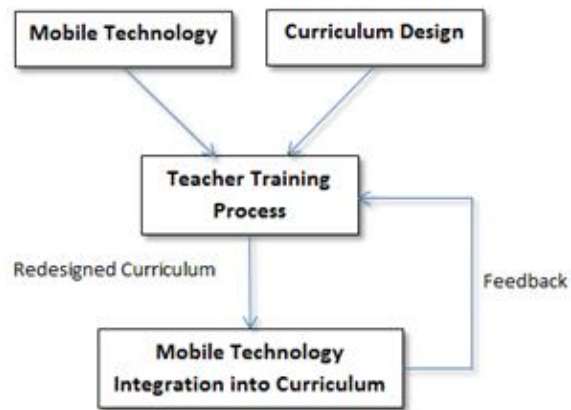 Mobile Technology
Curriculum Design
Teacher Training
Process
Redesigned Curriculum
Feedback
Mobile Technology
Integration into Curriculum